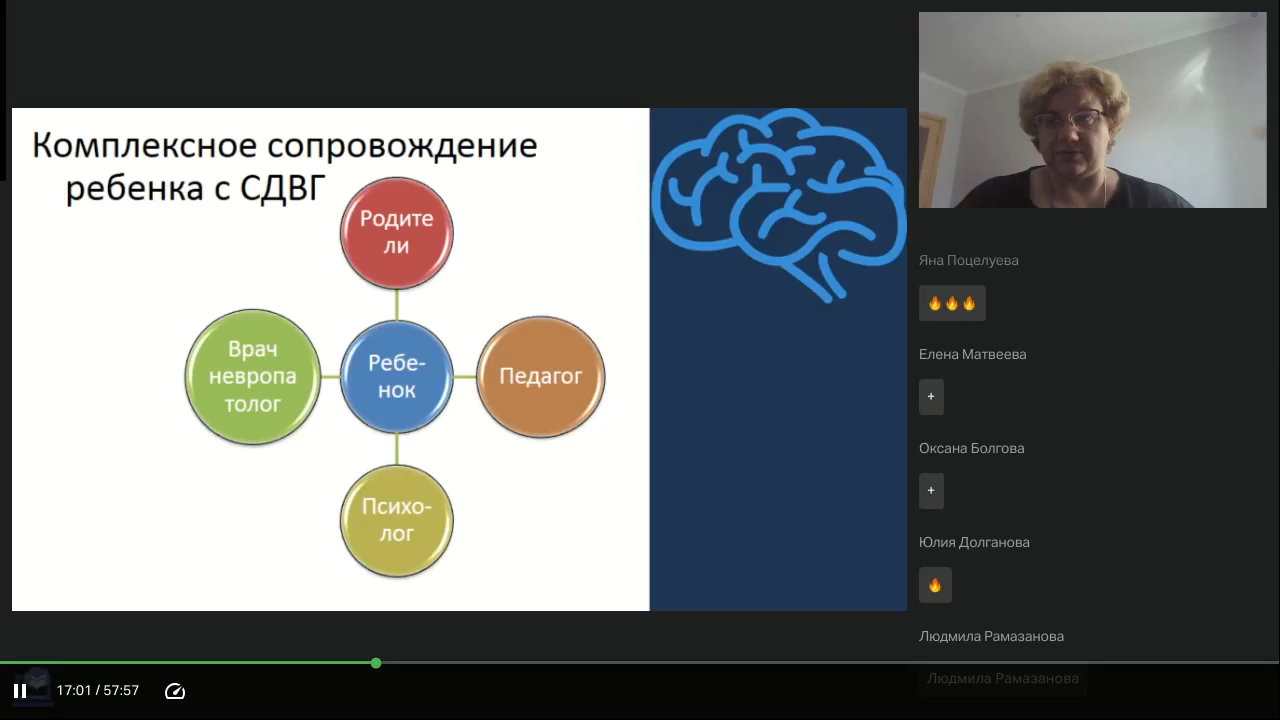 Комплексное сопровождение
ребенка с СДВГ
Родите
ли
Врач
невропа
толог
Ребе-
нок
Педагог
Психо-
лог
Яна Поцелуева
🔥🔥🔥
Елена Матвеева
+
Оксана Болгова
+
Юлия Долганова
🔥
Людмила Рамазанова
Людмила Рамазанова
17:01 / 57:57